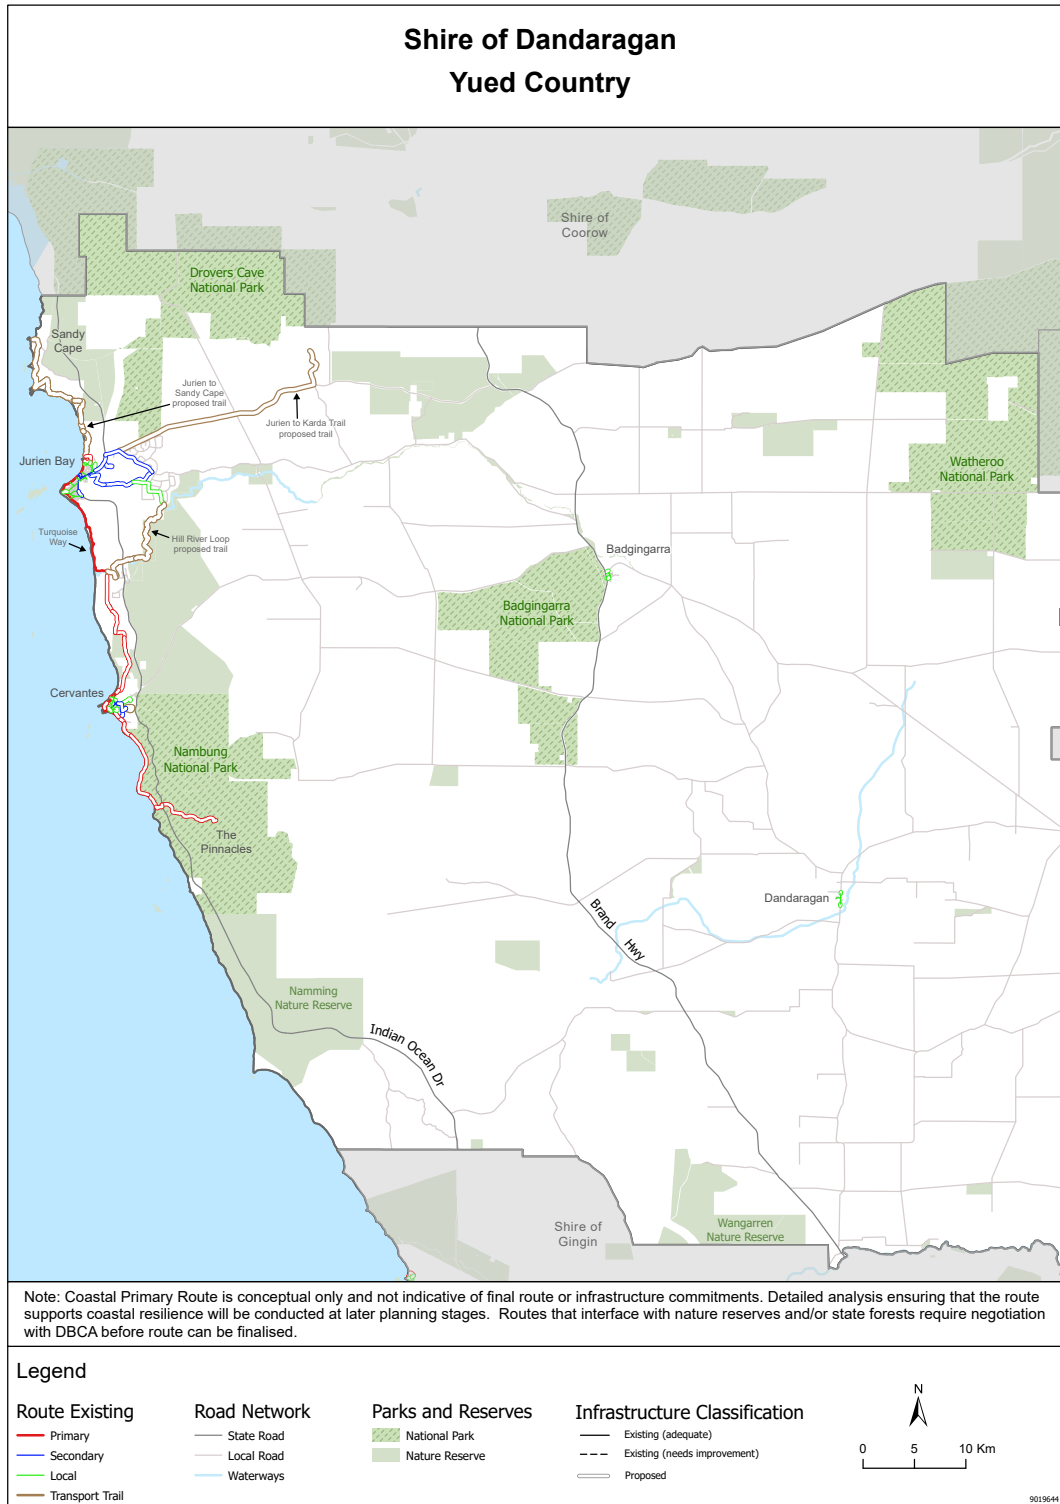 Shire of Dandaragan
Yued Country
Shire of
Coorow
Drovers Cave
National Park
Sandy
Cape
Jurien to
Sandy Cape
proposed trail
Jurien to Karda Trail
proposed trail
Jurien Bay
Watheroo
National Park
Turquoise
Way
Hill River Loop
proposed trail
Badgingarra
Badgingarra
National Park
Cervantes
Nambung
National Park
The
Pinnacles
Dandaragan
Brand Hwy
Namming
Nature Reserve
Indian Ocean Dr
Shire of
Gingin
Wangarren
Nature Reserve
Note: Coastal Primary Route is conceptual only and not indicative of final route or infrastructure commitments. Detailed analysis ensuring that the route
supports coastal resilience will be conducted at later planning stages. Routes that interface with nature reserves and/or state forests require negotiation
with DBCA before route can be finalised.
Legend
Route Existing
Primary
Secondary
Local
Transport Trail
Road Network
State Road
Local Road
Waterways
Parks and Reserves
National Park
Nature Reserve
Infrastructure Classification
Existing (adequate)
Existing (needs improvement)
Proposed
N
0 5 10 Km
9019644